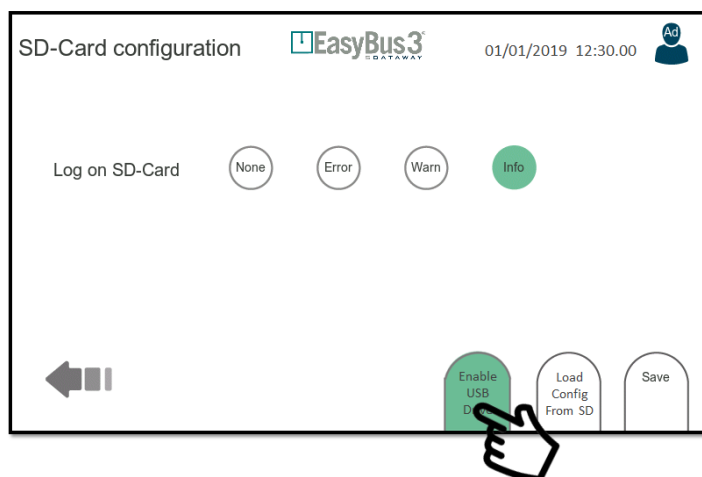 SD-Card configuration
EasyBus3
DATAWAY
01/01/2019 12:30.00
Ad
Log on SD-Card
None
Error
Warn
Info
Enable
USB
Load
Config
From SD
Save